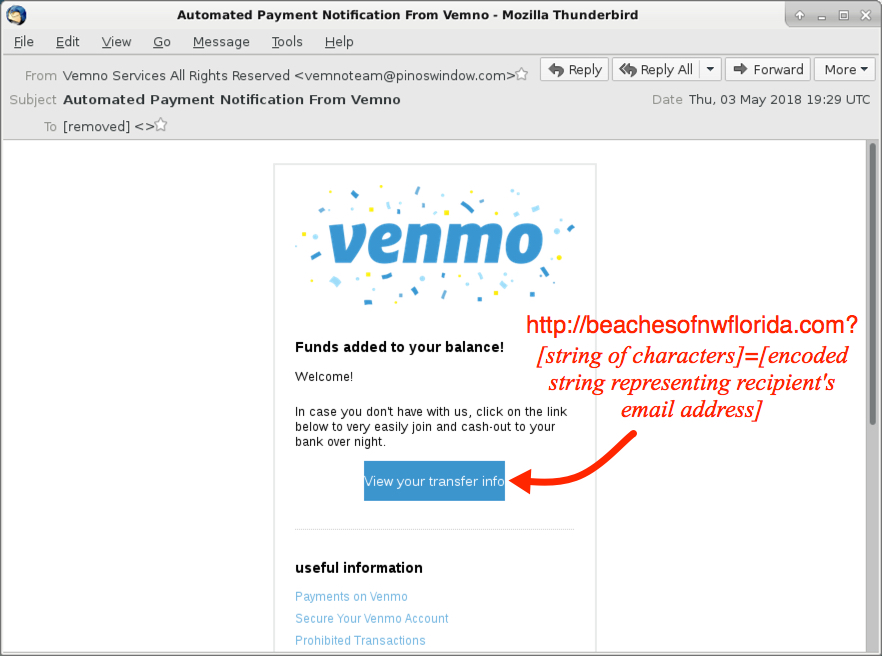 Automated Payment Notification From Vemno - Mozilla Thunderbird
File Edit View Go Message Tools Help
From Vemno Services All Rights Reserved <vemnoteam@pinoswindow.com> Reply Reply All Forward More
Subject Automated Payment Notification From Vemno Date Thu, 03 May 2018 19:29 UTC
To [removed] <>
venmo
Funds added to your balance!
Welcome!
In case you don't have with us, click on the link
below to very easily join and cash-out to your
bank over night.
View your transfer info
http://beachesofnwflorida.com?
[string of characters]=[encoded
string representing recipient's
email address]
useful information
Payments on Venmo
Secure Your Venmo Account
Prohibited Transactions